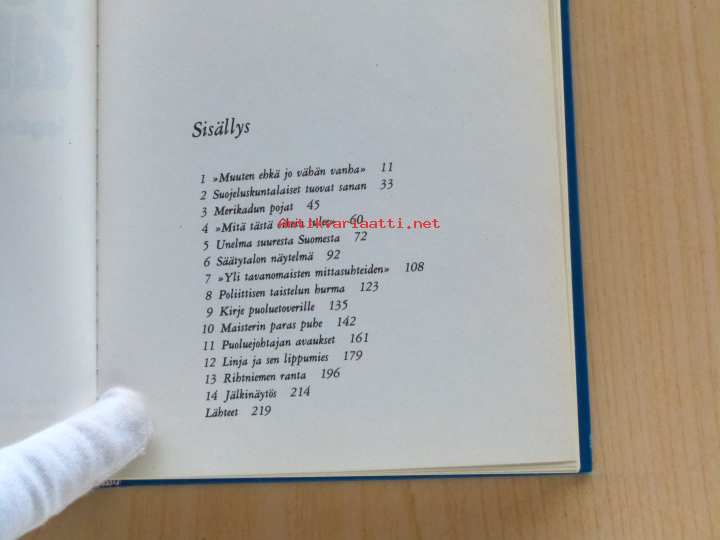 Sisällys
1 »Muuten ehkä jo vähän vanha» 11
2 Suojeluskuntalaiset tuovat sanan 33
3 Merikadun pojat 45
4 »Mitä tästä oikein tulee» 60
Antikvariaatti.net
5 Unelma suuresta Suomesta 72
6 Säätytalon näytelmä 92
7 »Yli tavanomaisten mittasuhteiden» 108
8 Poliittisen taistelun hurma 123
9 Kirje puoluetoverille 135
10 Maisterin paras puhe 142
11 Puoluejohtajan avaukset 161
12 Linja ja sen lippumies 179
13 Rihtniemen ranta 196
14 Jälkinäytös 214
Lähteet 219